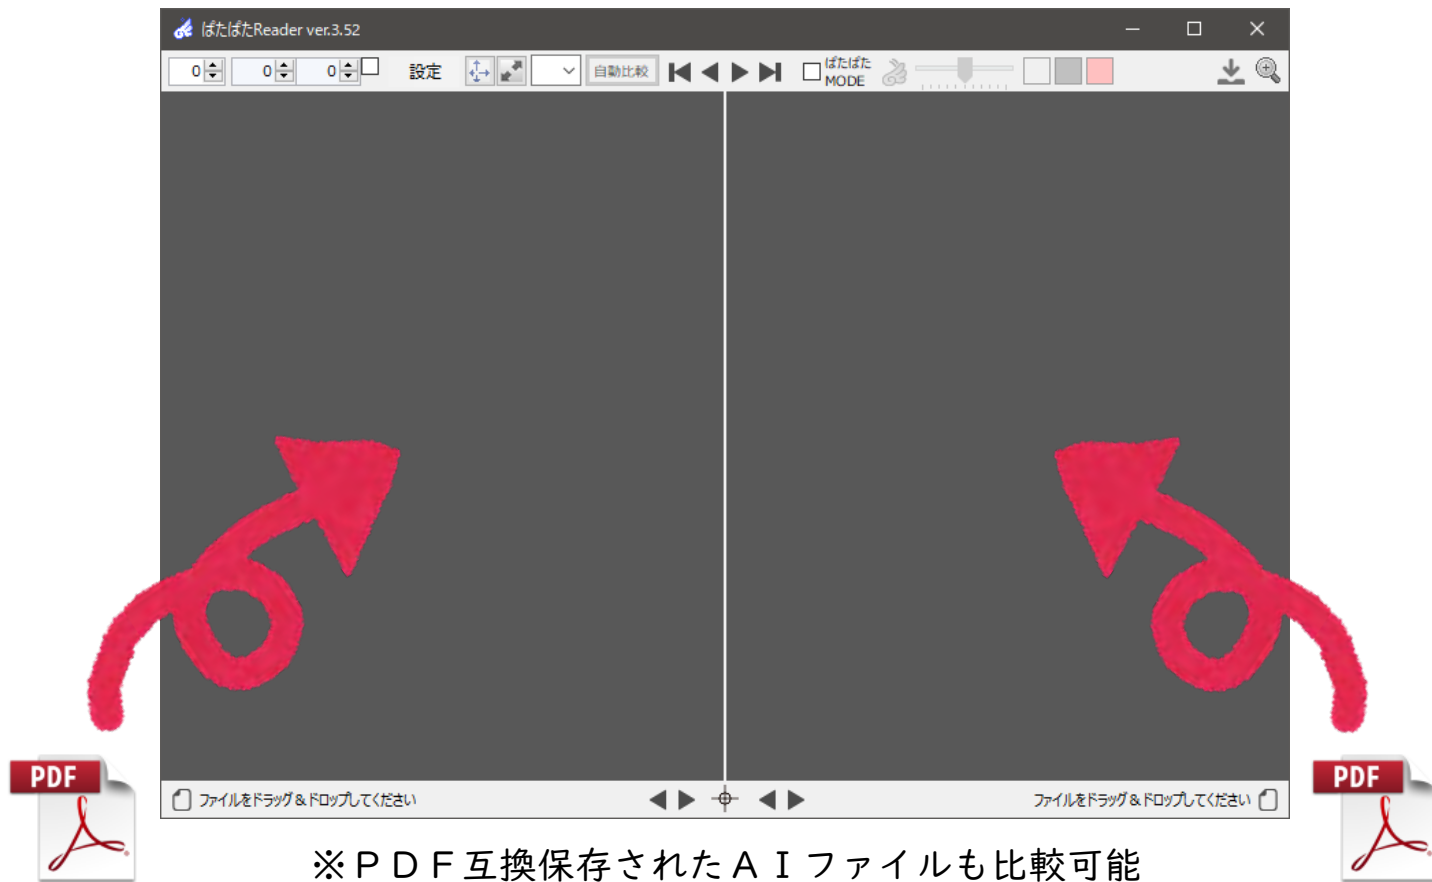 ぱたぱたReader ver.3.52
0 0 0 設定 自動比較 ぱたぱた
MODE
PDF
PDF
ファイルをドラッグ&ドロップしてください
ファイルをドラッグ&ドロップしてください
※ＰＤＦ互換保存されたＡＩファイルも比較可能